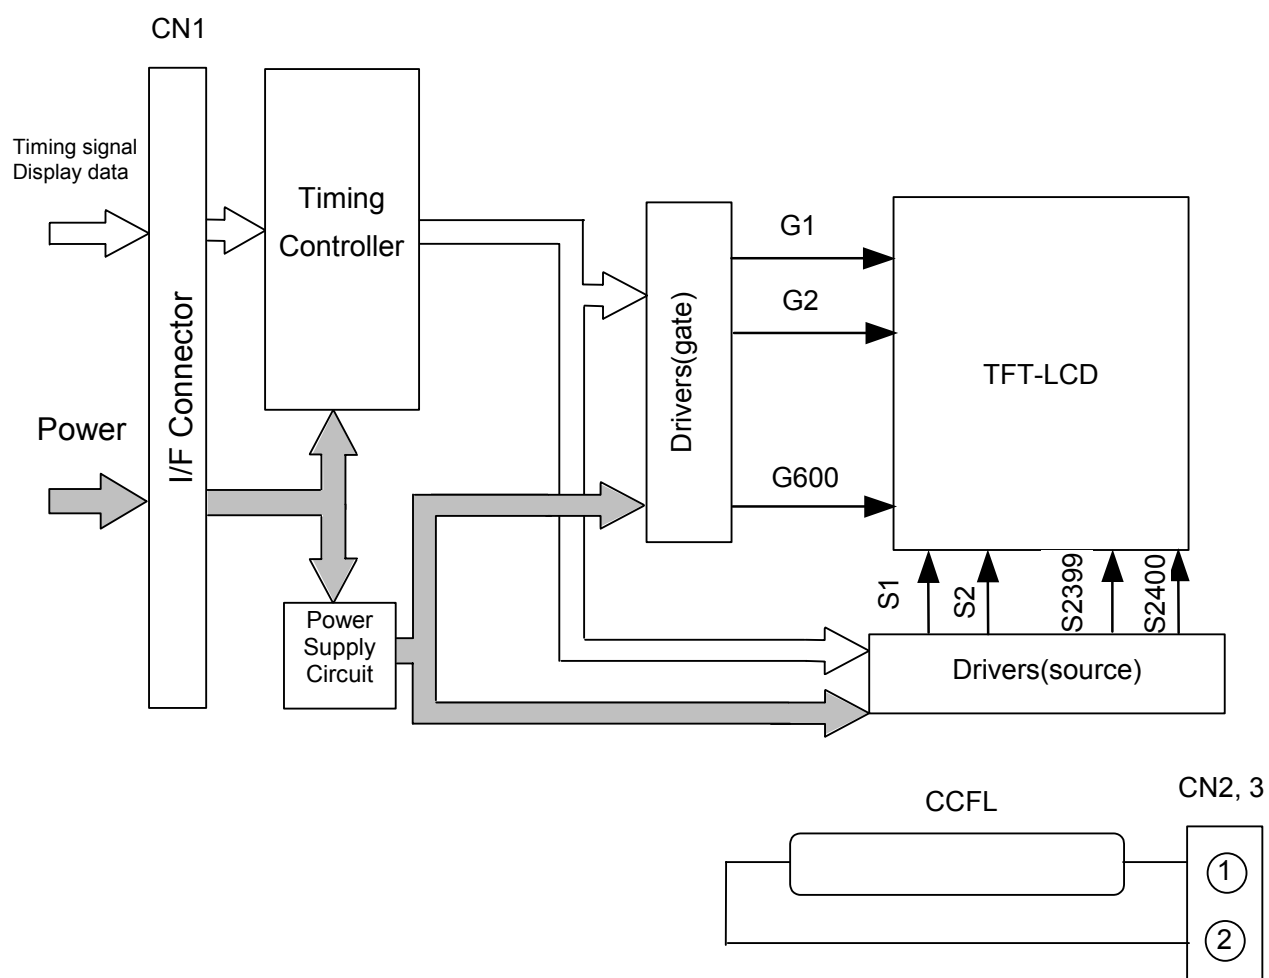 CN1
Timing signal
Display data
Power
I/F Connector
Timing
Controller
Power
Supply
Circuit
Drivers(gate)
G1
G2
G600
TFT-LCD
S1
S2
S2399
S2400
Drivers(source)
CCFL
CN2, 3
1
2